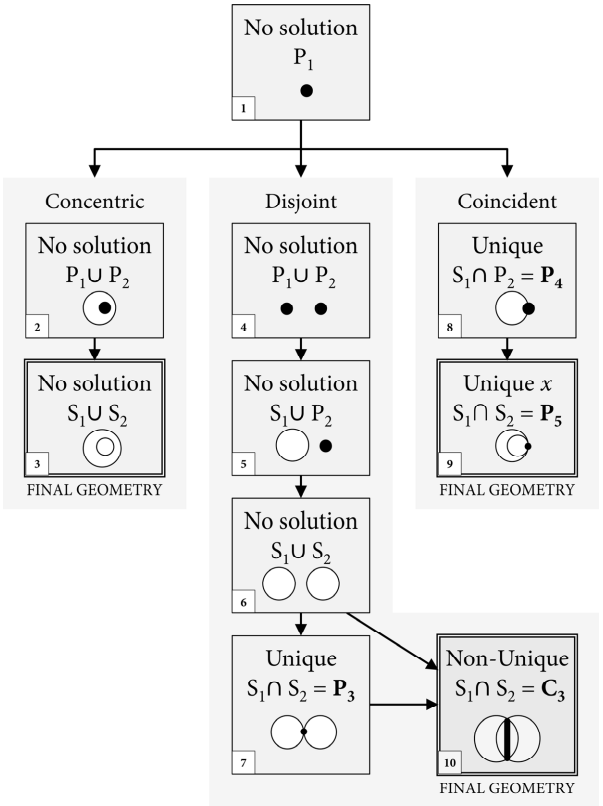 No solution
P₁
1
Concentric
No solution
P₁∪ P₂
2
No solution
S₁∪ S₂
3
FINAL GEOMETRY
Disjoint
No solution
P₁∪ P₂
4
No solution
S₁∪ P₂
5
No solution
S₁∪ S₂
6
Unique
S₁∩ S₂ = P₃
7
Coincident
Unique
S₁∩ P₂ = P₄
8
Unique x
S₁∩ S₂ = P₅
9
FINAL GEOMETRY
Non-Unique
S₁∩ S₂ = C₃
10
FINAL GEOMETRY